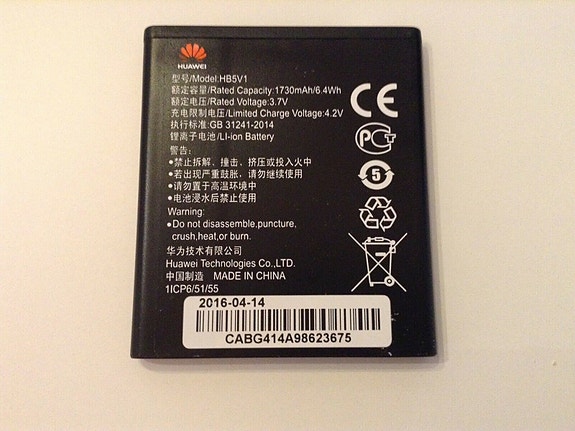 HUAWEI
型号/Model:HB5V1
额定容量/Rated Capacity:1730mAh/6.4Wh
额定电压/Rated Voltage:3.7V
充电限制电压/Limited Charge Voltage:4.2V
执行标准:GB 31241-2014
锂离子电池/LI-ion Battery
警告:
•禁止拆解、撞击、挤压或投入火中
•若出现严重鼓胀，请勿继续使用
•请勿置于高温环境中
•电池浸水后禁止使用
Warning:
•Do not disassemble,puncture,
crush,heat,or burn.
华为技术有限公司
Huawei Technologies Co.,LTD.
中国制造 MADE IN CHINA
1ICP6/51/55
CE
PCT
5
2016-04-14
CABG414A98623675